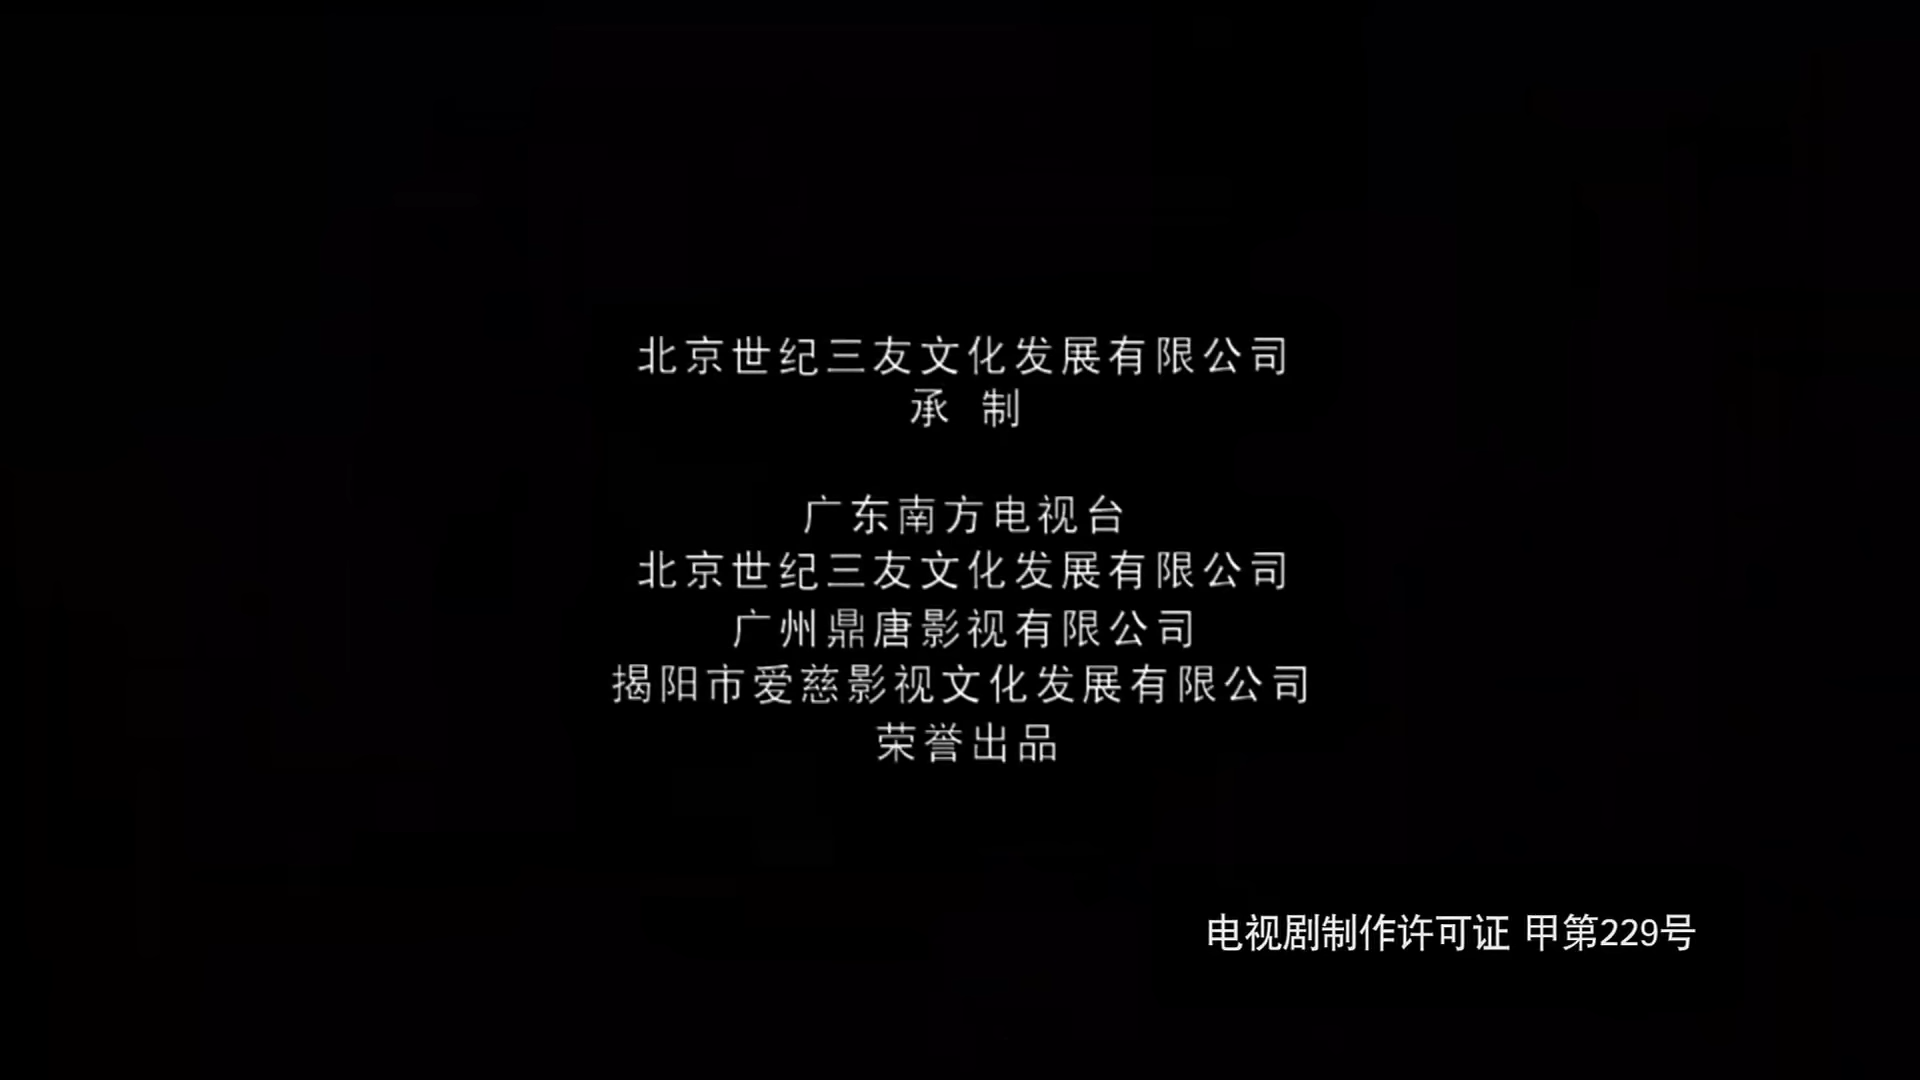 北京世纪三友文化发展有限公司
承 制
广东南方电视台
北京世纪三友文化发展有限公司
广州鼎唐影视有限公司
揭阳市爱慈影视文化发展有限公司
荣誉出品
电视剧制作许可证 甲第229号